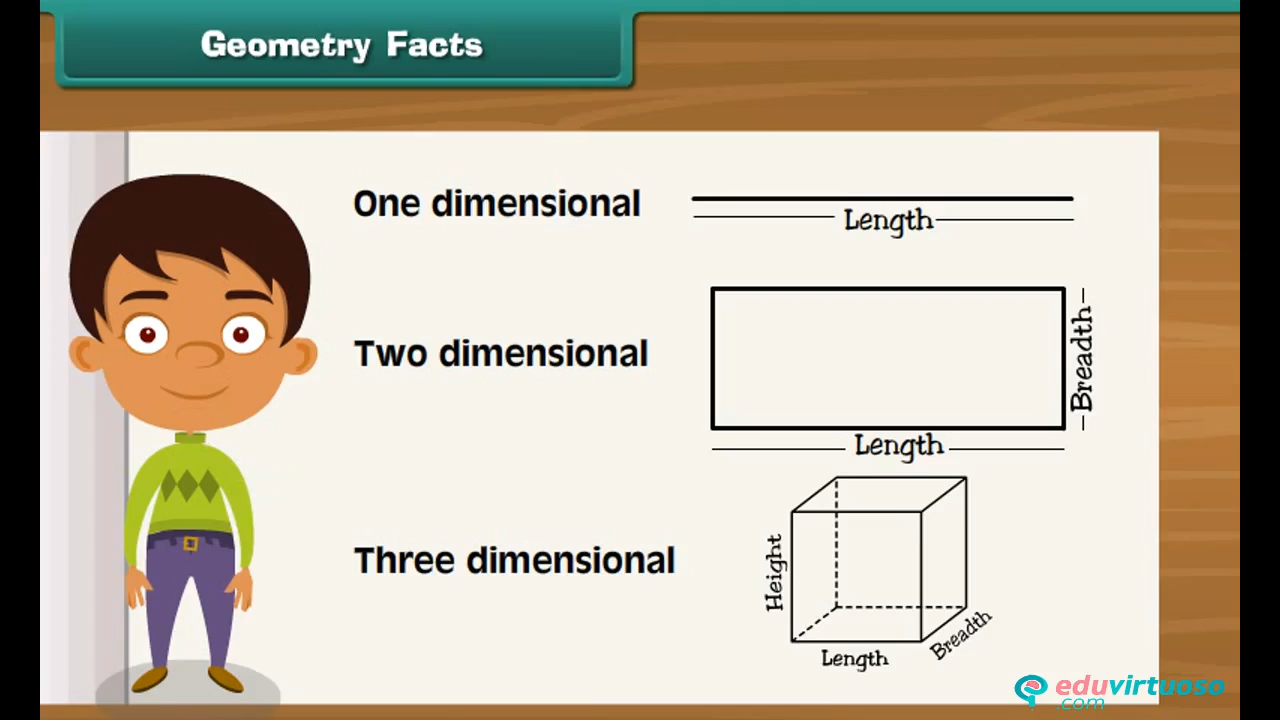 Geometry Facts
One dimensional
Length
Two dimensional
Breadth
Length
Three dimensional
Height
Breadth
Length
eduvirtuoso
.com